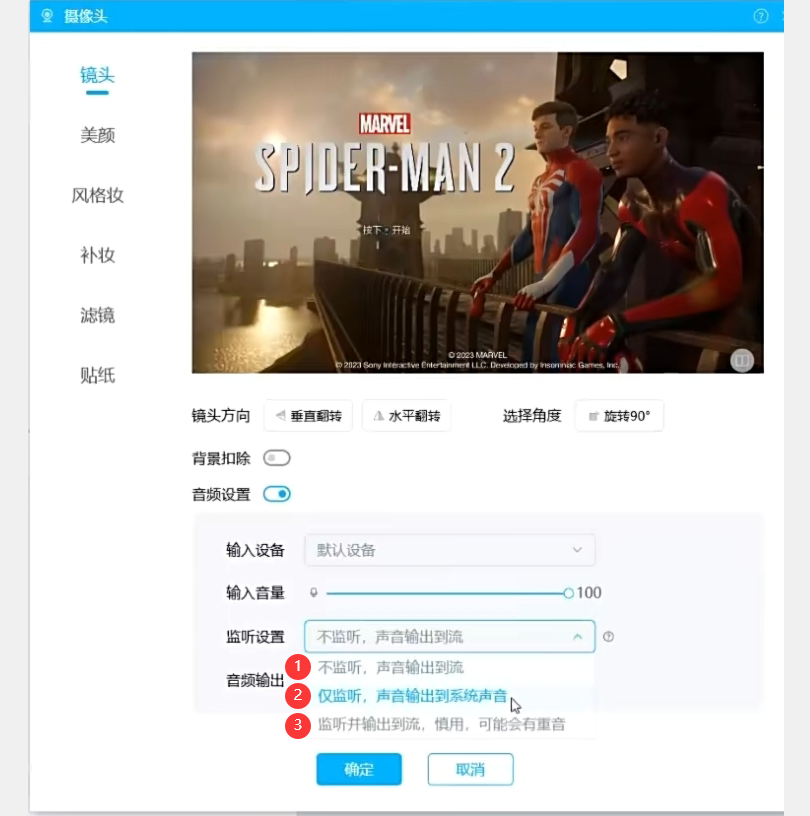 摄像头
镜头
美颜
风格妆
补妆
滤镜
贴纸
MARVEL
SPIDER-MAN 2
按下 开始
© 2023 MARVEL
© 2023 Sony Interactive Entertainment LLC. Developed by Insomniac Games, Inc.
镜头方向 垂直翻转 水平翻转 选择角度 旋转90°
背景扣除
音频设置
输入设备 默认设备
输入音量 100
监听设置 不监听，声音输出到流
音频输出
1 不监听，声音输出到流
2 仅监听，声音输出到系统声音
3 监听并输出到流，慎用，可能会有重音
确定 取消